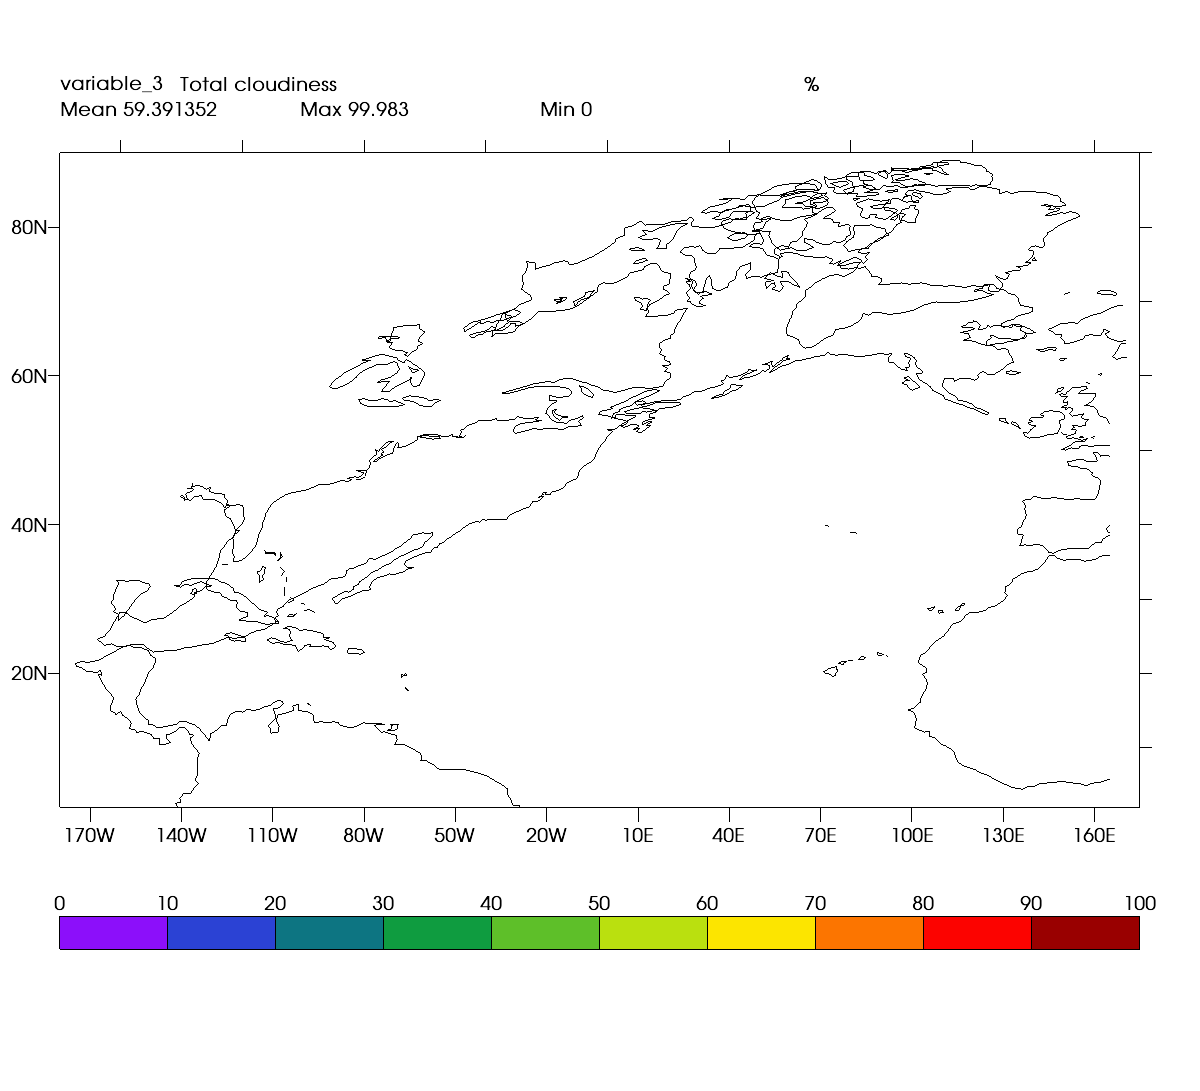 variable_3 Total cloudiness %
Mean 59.391352 Max 99.983 Min 0
80N
60N
40N
20N
170W 140W 110W 80W 50W 20W 10E 40E 70E 100E 130E 160E
0 10 20 30 40 50 60 70 80 90 100